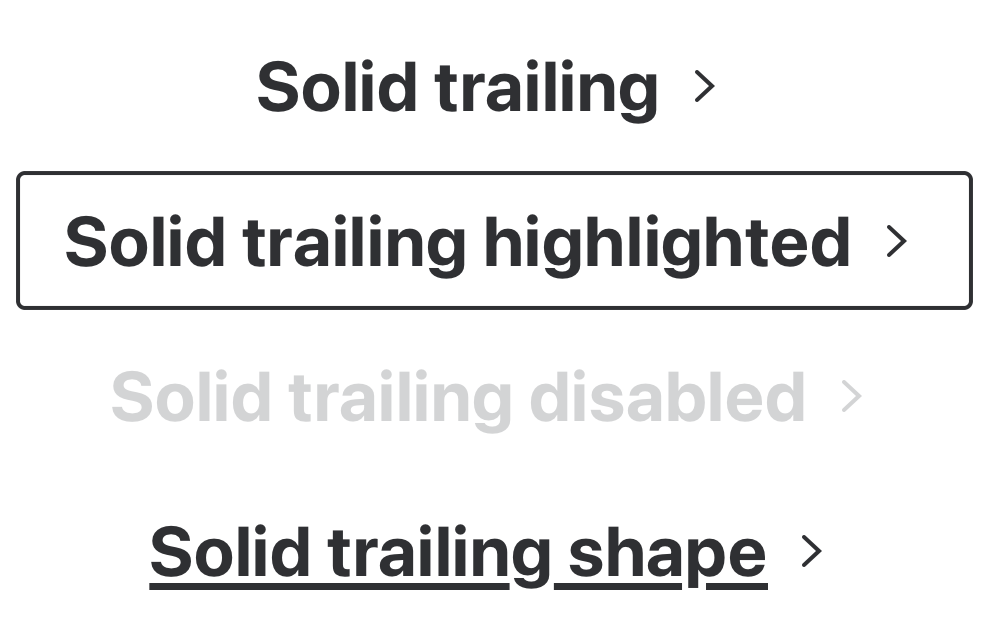 Solid trailing
Solid trailing highlighted
Solid trailing disabled
Solid trailing shape